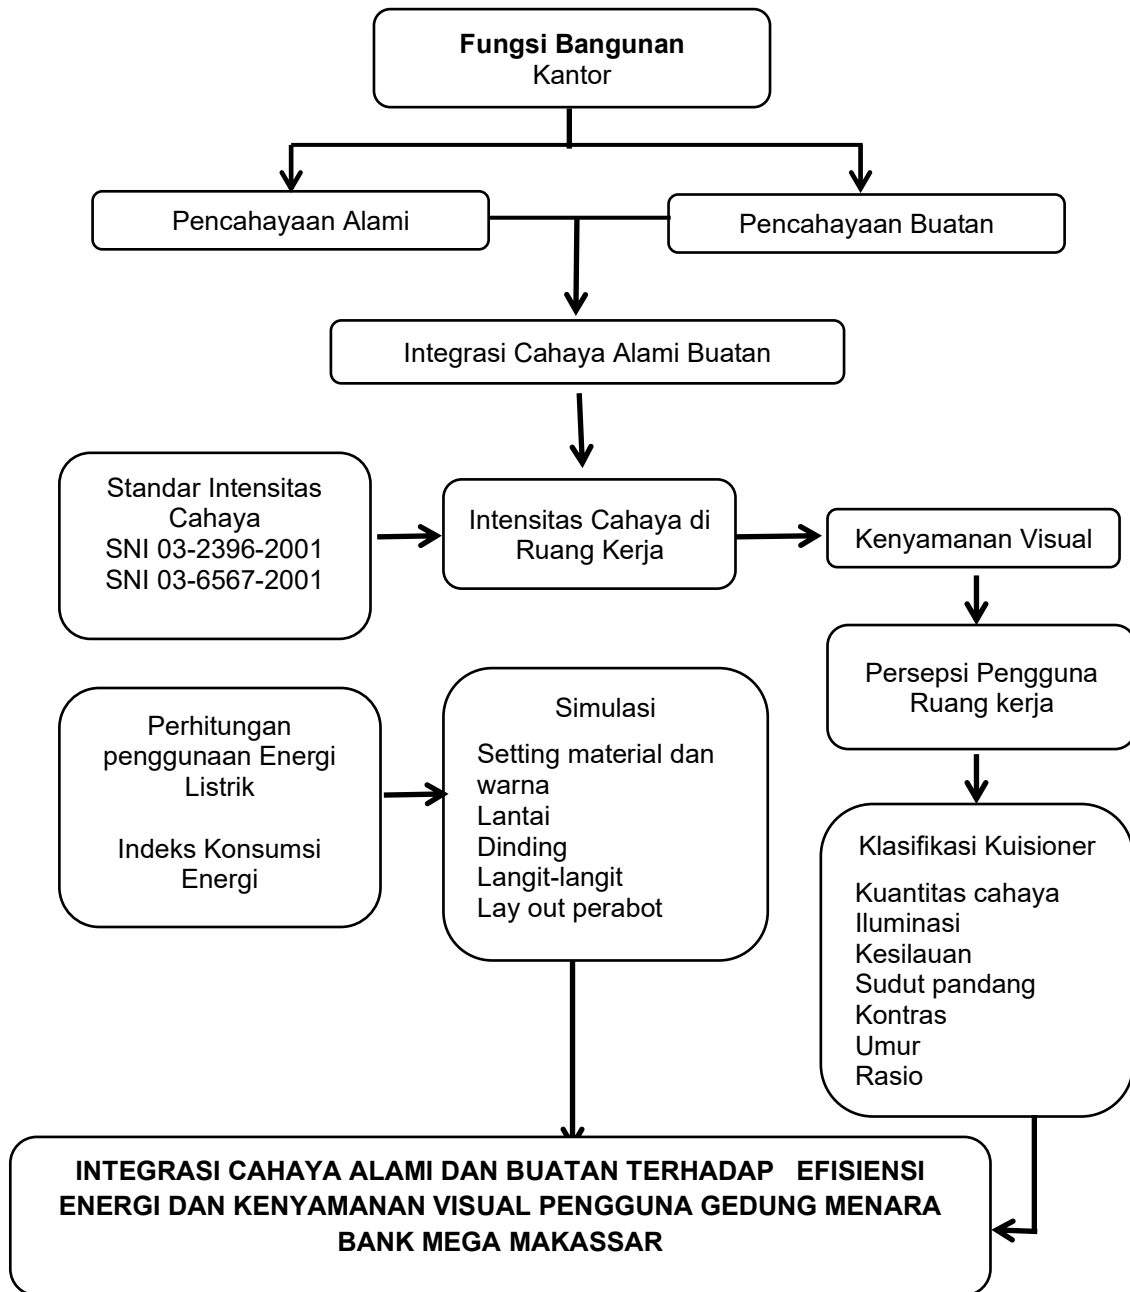 Fungsi Bangunan
Kantor
Pencahayaan Alami
Pencahayaan Buatan
Integrasi Cahaya Alami Buatan
Standar Intensitas
Cahaya
SNI 03-2396-2001
SNI 03-6567-2001
Intensitas Cahaya di
Ruang Kerja
Kenyamanan Visual
Persepsi Pengguna
Ruang kerja
Perhitungan
penggunaan Energi
Listrik
Indeks Konsumsi
Energi
Simulasi
Setting material dan
warna
Lantai
Dinding
Langit-langit
Lay out perabot
Klasifikasi Kuisioner
Kuantitas cahaya
Iluminasi
Kesilauan
Sudut pandang
Kontras
Umur
Rasio
INTEGRASI CAHAYA ALAMI DAN BUATAN TERHADAP EFISIENSI
ENERGI DAN KENYAMANAN VISUAL PENGGUNA GEDUNG MENARA
BANK MEGA MAKASSAR